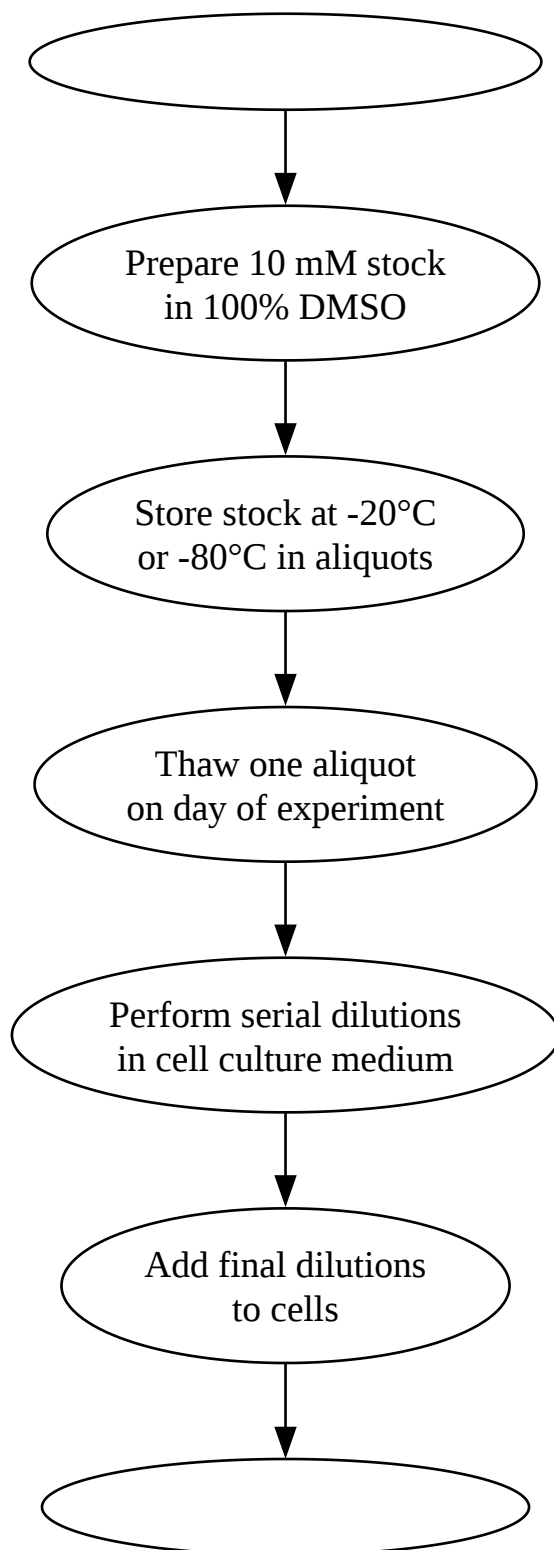 Prepare 10 mM stock
in 100% DMSO
Store stock at -20°C
or -80°C in aliquots
Thaw one aliquot
on day of experiment
Perform serial dilutions
in cell culture medium
Add final dilutions
to cells